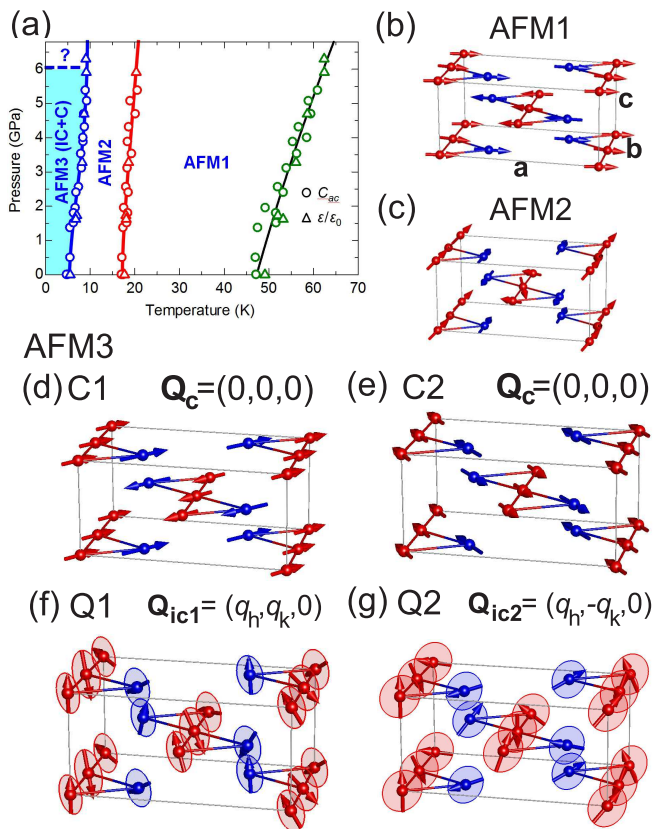 (a)
6
5
4
3
2
1
0
Pressure (GPa)
?
AFM3 (IC+C)
AFM2
AFM1
C_ac
ε/ε_0
0 10 20 30 40 50 60 70
Temperature (K)
(b) AFM1
c
b
a
(c) AFM2
AFM3
(d) C1 Q_c=(0,0,0)
(e) C2 Q_c=(0,0,0)
(f) Q1 Q_ic1= (q_h,q_k,0)
(g) Q2 Q_ic2= (q_h,-q_k,0)